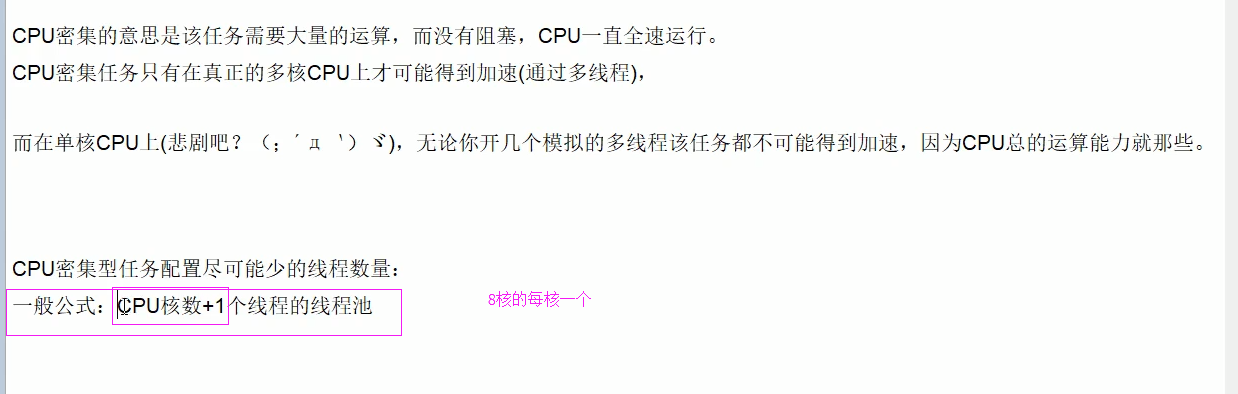 CPU密集的意思是该任务需要大量的运算，而没有阻塞，CPU一直全速运行。
CPU密集任务只有在真正的多核CPU上才可能得到加速(通过多线程)，
而在单核CPU上(悲剧吧？（；´д｀）ゞ)，无论你开几个模拟的多线程该任务都不可能得到加速，因为CPU总的运算能力就那些。
CPU密集型任务配置尽可能少的线程数量：
一般公式：CPU核数+1个线程的线程池
8核的每核一个